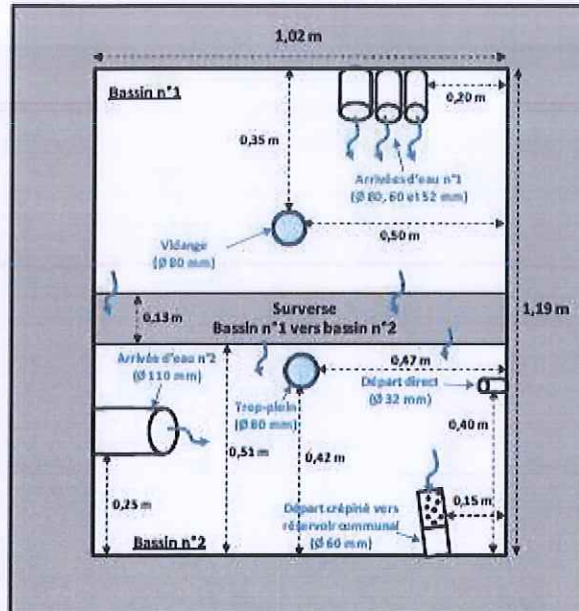 1,02 m
Bassin n°1
0,20 m
0,35 m
Arrivées d'eau n°1
(Ø 80, 60 et 52 mm)
Vidange
(Ø 80 mm)
0,50 m
1,19 m
0,13 m
Surverse
Bassin n°1 vers bassin n°2
Arrivée d'eau n°2
(Ø 110 mm)
0,47 m
Départ direct
(Ø 32 mm)
Trop-plein
(Ø 80 mm)
0,40 m
0,51 m
0,42 m
0,25 m
0,15 m
Départ crépiné vers
réservoir communal
(Ø 60 mm)
Bassin n°2